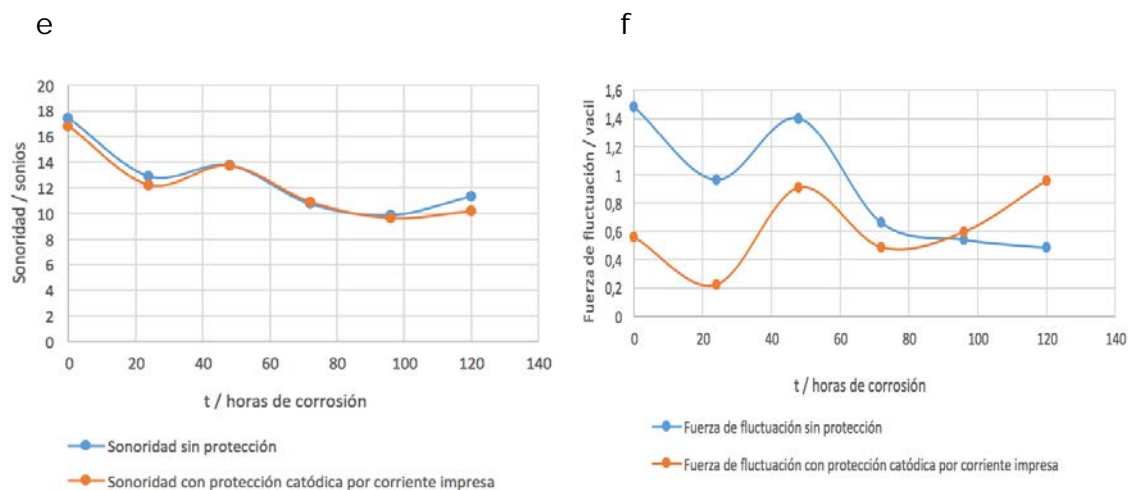 e
20
18
16
14
12
10
8
6
4
2
0
Sonoridad / sonios
0 20 40 60 80 100 120 140
t / horas de corrosión
Sonoridad sin protección
Sonoridad con protección catódica por corriente impresa
f
1,6
1,4
1,2
1
0,8
0,6
0,4
0,2
0
Fuerza de fluctuación / vacil
0 20 40 60 80 100 120 140
t / horas de corrosión
Fuerza de fluctuación sin protección
Fuerza de fluctuación con protección catódica por corriente impresa